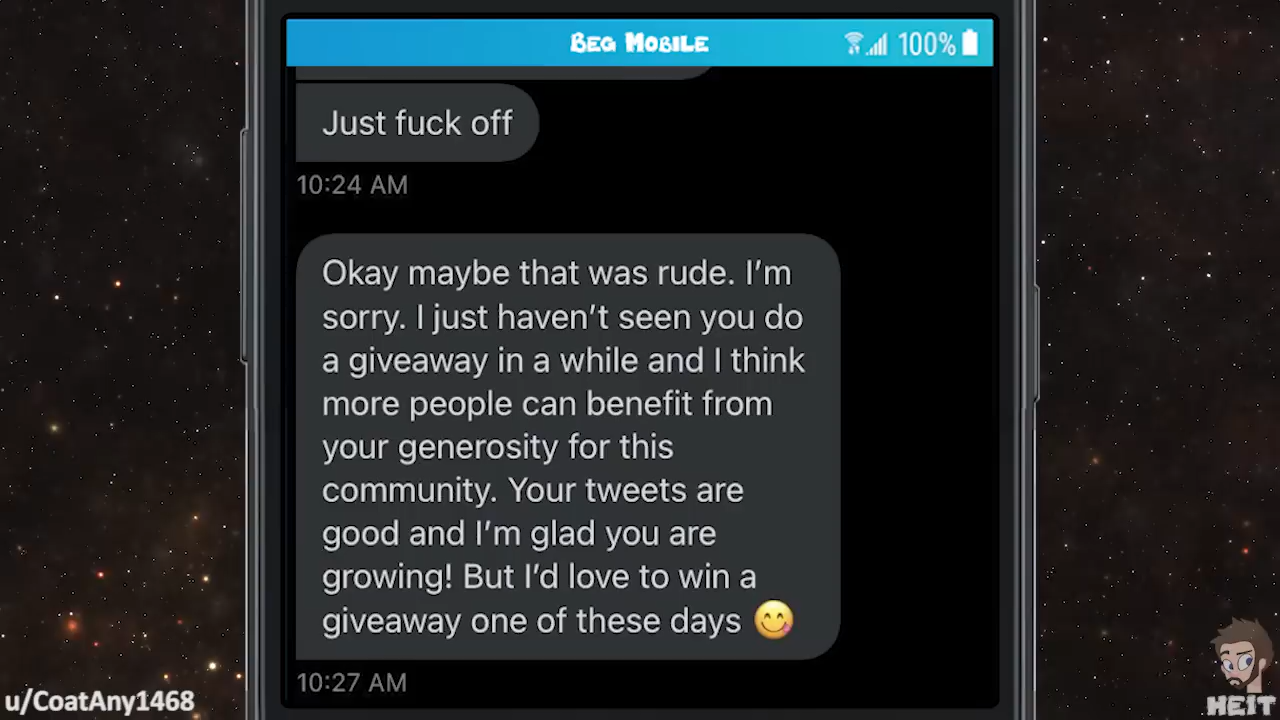 BEG MOBILE
100%
Just fuck off
10:24 AM
Okay maybe that was rude. I’m
sorry. I just haven’t seen you do
a giveaway in a while and I think
more people can benefit from
your generosity for this
community. Your tweets are
good and I’m glad you are
growing! But I’d love to win a
giveaway one of these days 😋
10:27 AM
u/CoatAny1468
HEIT